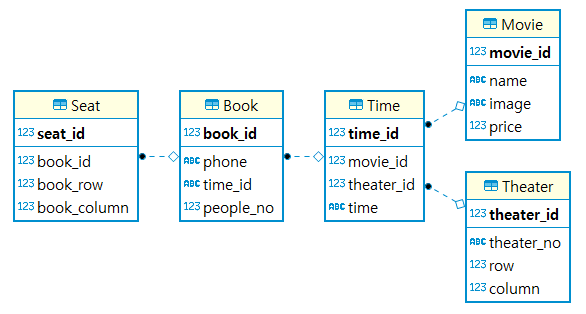 Seat
123 seat_id
123 book_id
123 book_row
123 book_column
Book
123 book_id
ABC phone
ABC time_id
123 people_no
Time
123 time_id
123 movie_id
123 theater_id
ABC time
Movie
123 movie_id
ABC name
ABC image
123 price
Theater
123 theater_id
ABC theater_no
123 row
123 column